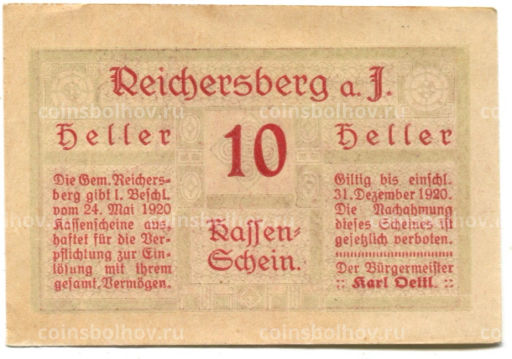 Reichersberg a. J.
Heller 10 Heller
Die Gem. Reichers-
berg gibt l. Beschl.
vom 24. Mai 1920
Kassenscheine aus,
haftet für die Ver-
pflichtung zur Ein-
lösung mit ihrem
gesamt. Vermögen.
Kassen-
Schein.
Giltig bis einschl.
31. Dezember 1920.
Die Nachahmung
dieses Scheines ist
gesetzlich verboten.
Der Bürgermeister
:: Karl Oettl. ::
coinsbolhov.ru